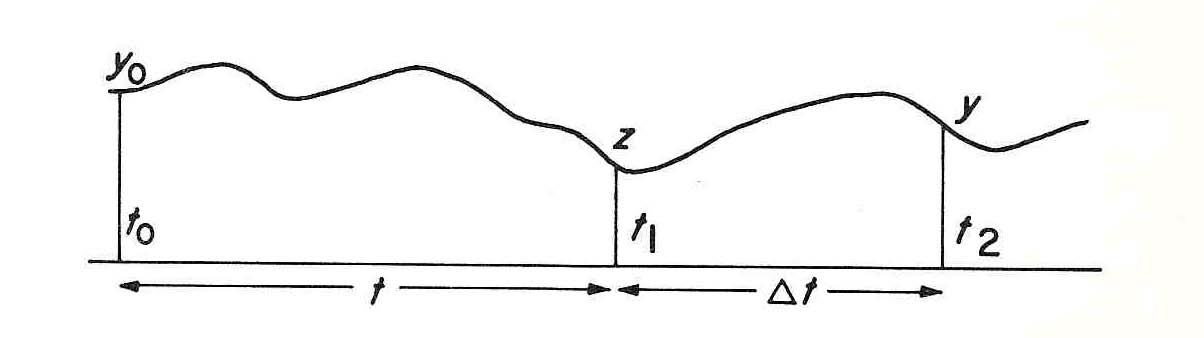 y₀
z
y
t₀
t₁
t₂
t
Δt